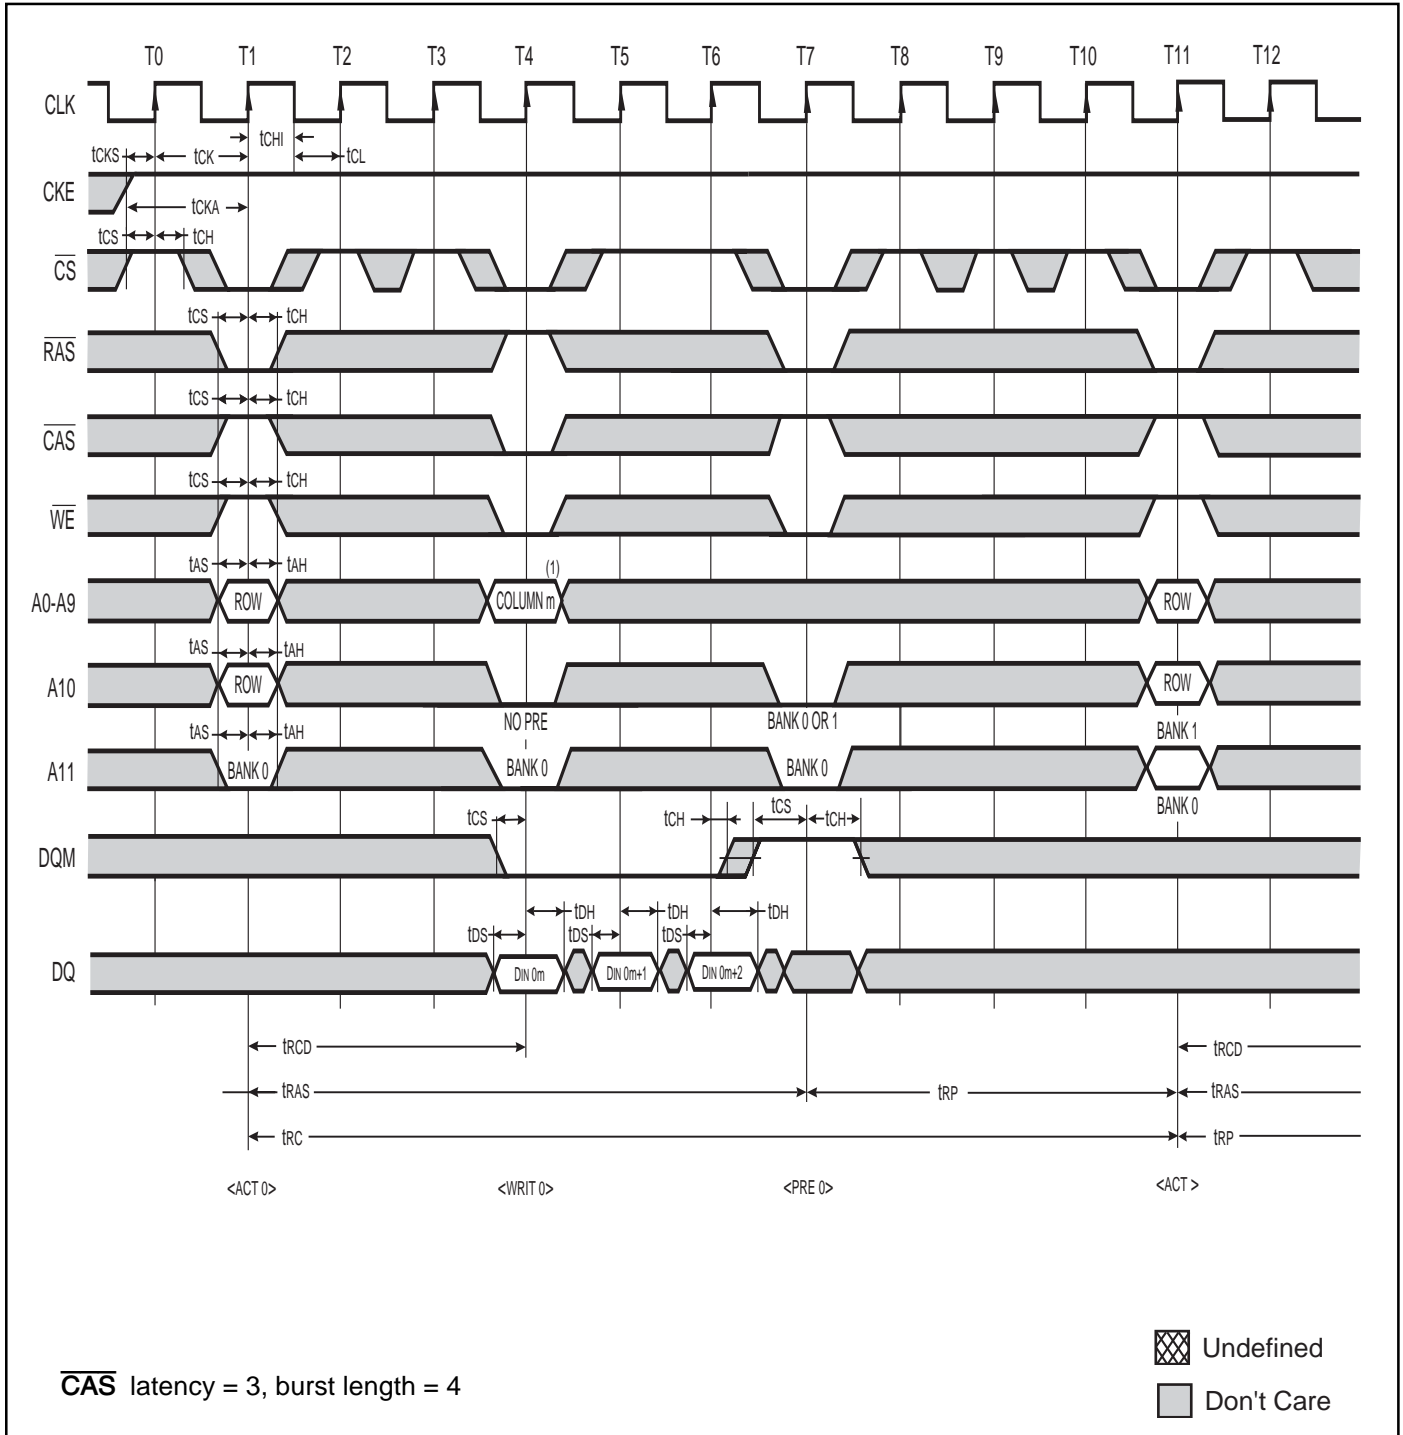 T0 T1 T2 T3 T4 T5 T6 T7 T8 T9 T10 T11 T12
CLK
tCHI
tCKS tCK tCL
CKE
tCKA
tCS tCH
CS
tCS tCH
RAS
tCS tCH
CAS
tCS tCH
WE
tAS tAH (1)
A0-A9 ROW COLUMN m ROW
tAS tAH
A10 ROW ROW
NO PRE BANK 0 OR 1 BANK 1
tAS tAH
A11 BANK 0 BANK 0 BANK 0
BANK 0
tCS tCH tCS tCH
DQM
tDH tDH tDH
tDS tDS tDS
DQ DIN 0m DIN 0m+1 DIN 0m+2
tRCD tRCD
tRAS tRP tRAS
tRC tRP
<ACT 0> <WRIT 0> <PRE 0> <ACT >
Undefined
CAS latency = 3, burst length = 4
Don't Care